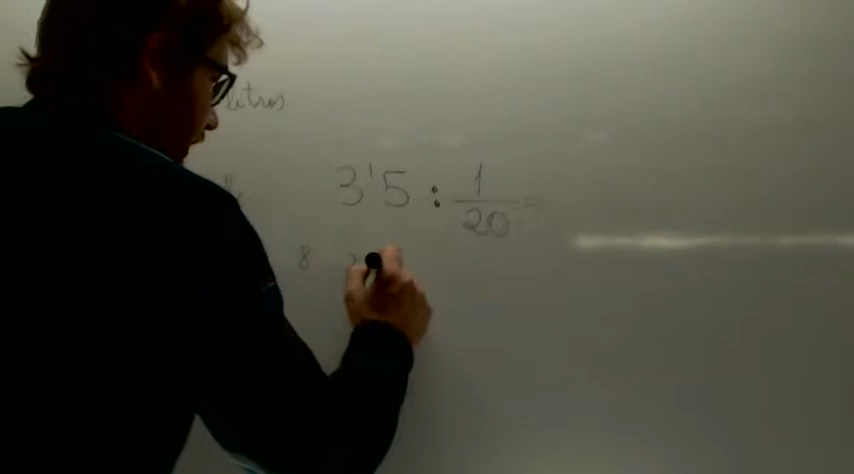 litros
3'5 : 1/20 =
8